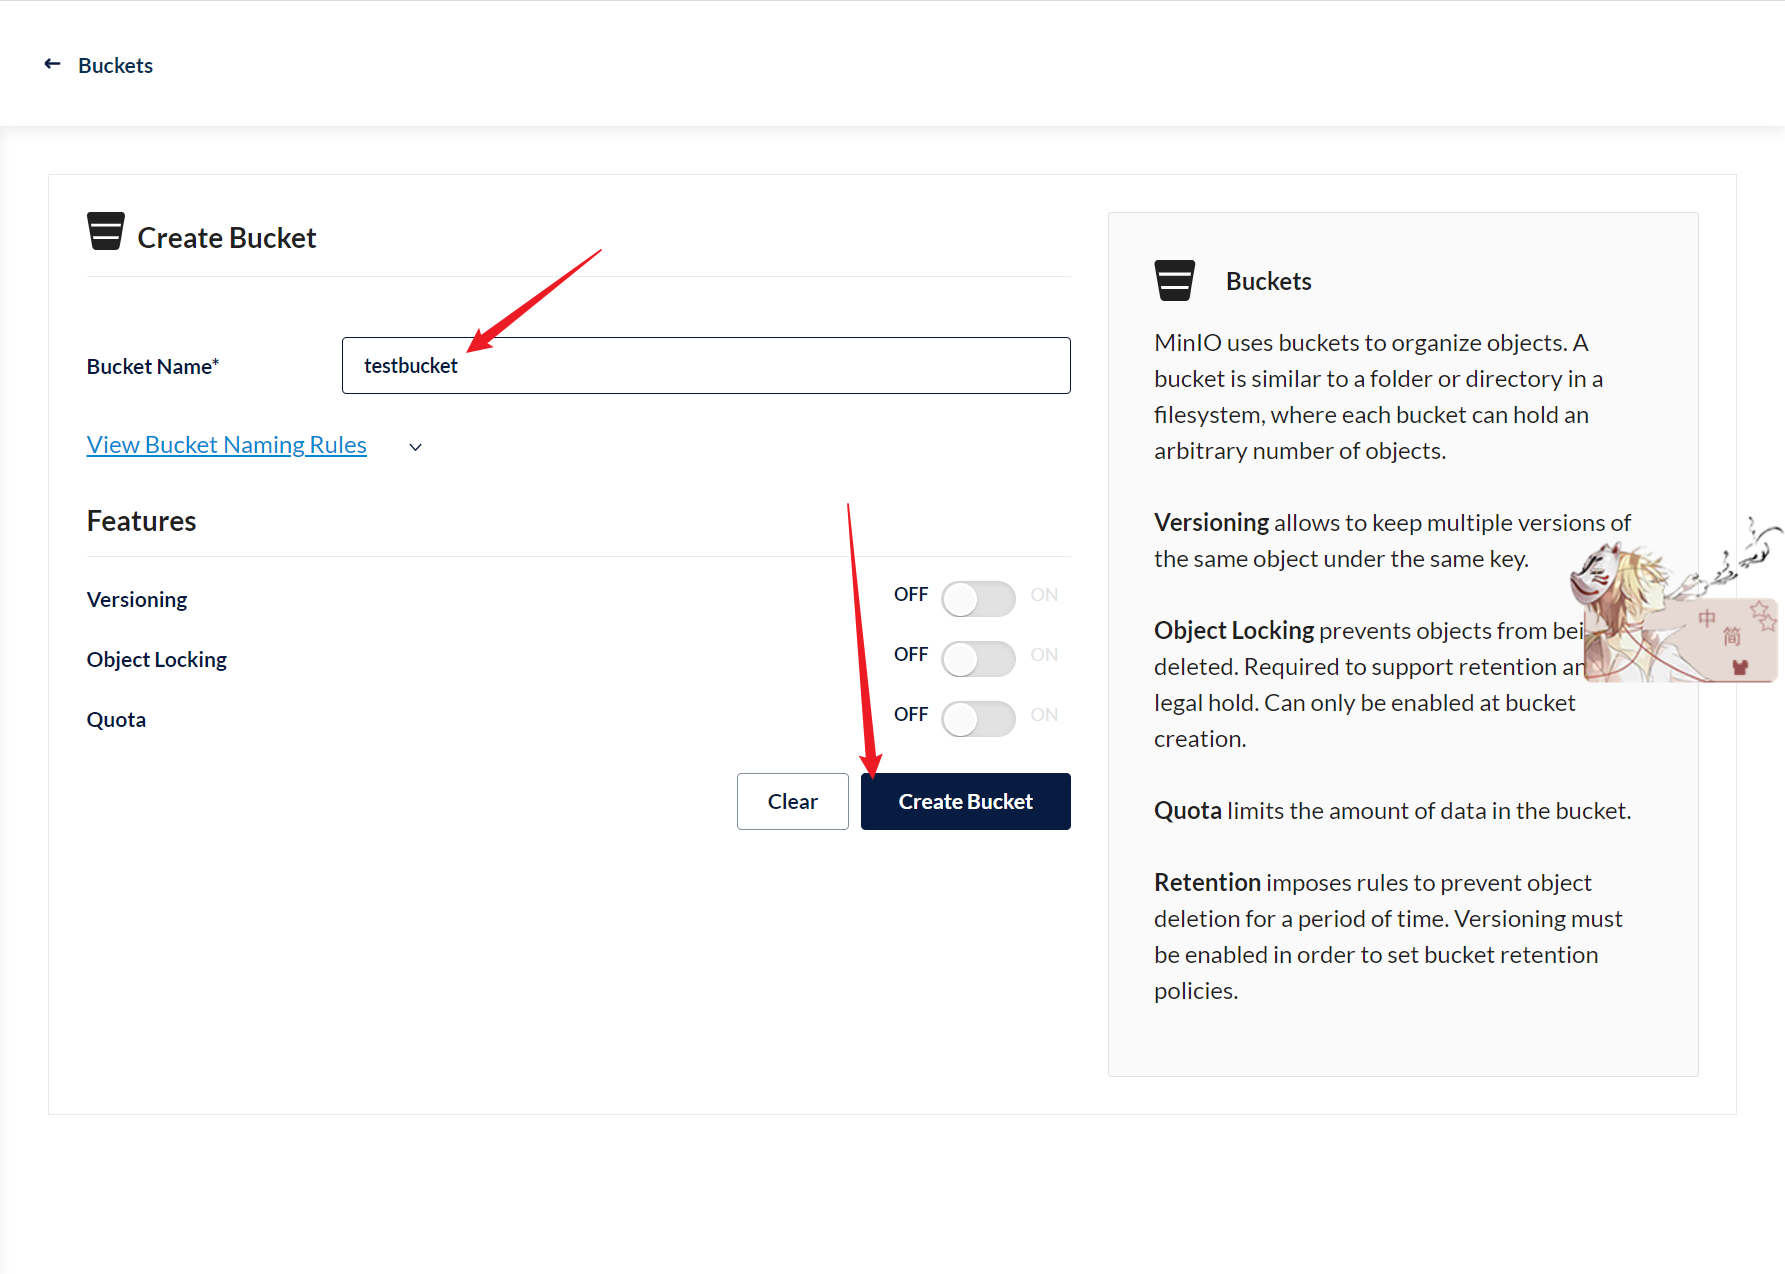 ← Buckets
Create Bucket
Bucket Name*
testbucket
View Bucket Naming Rules
Features
Versioning
OFF
ON
Object Locking
OFF
ON
Quota
OFF
ON
Clear
Create Bucket
Buckets
MinIO uses buckets to organize objects. A
bucket is similar to a folder or directory in a
filesystem, where each bucket can hold an
arbitrary number of objects.
Versioning allows to keep multiple versions of
the same object under the same key.
Object Locking prevents objects from bei
deleted. Required to support retention an
legal hold. Can only be enabled at bucket
creation.
Quota limits the amount of data in the bucket.
Retention imposes rules to prevent object
deletion for a period of time. Versioning must
be enabled in order to set bucket retention
policies.
中
简